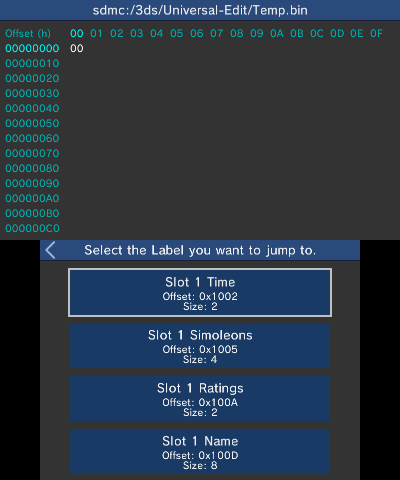 sdmc:/3ds/Universal-Edit/Temp.bin
Offset (h) 00 01 02 03 04 05 06 07 08 09 0A 0B 0C 0D 0E 0F
00000000 00
00000010
00000020
00000030
00000040
00000050
00000060
00000070
00000080
00000090
000000A0
000000B0
000000C0
Select the Label you want to jump to.
Slot 1 Time
Offset: 0x1002
Size: 2
Slot 1 Simoleons
Offset: 0x1005
Size: 4
Slot 1 Ratings
Offset: 0x100A
Size: 2
Slot 1 Name
Offset: 0x100D
Size: 8